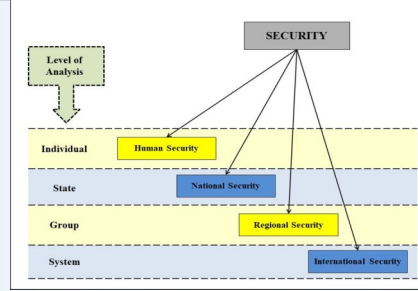 SECURITY
Level of
Analysis
Individual
Human Security
State
National Security
Group
Regional Security
System
International Security